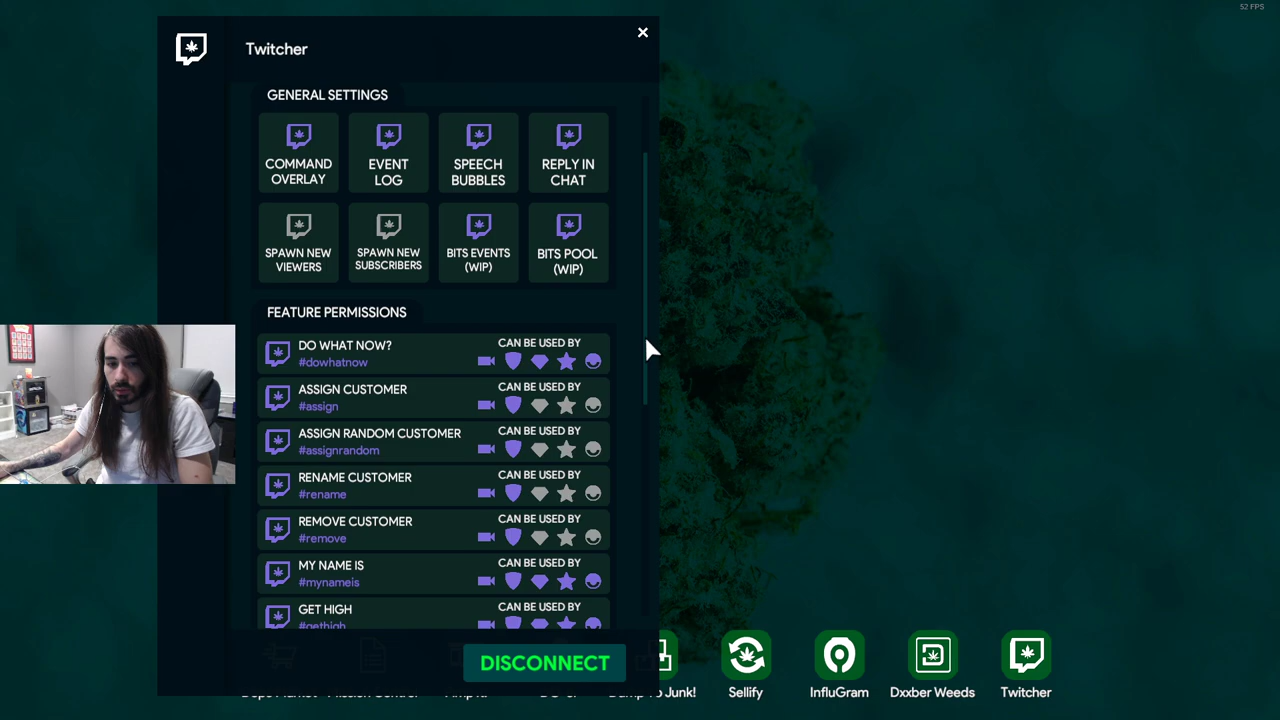 52 FPS
Twitcher
GENERAL SETTINGS
COMMAND OVERLAY
EVENT LOG
SPEECH BUBBLES
REPLY IN CHAT
SPAWN NEW VIEWERS
SPAWN NEW SUBSCRIBERS
BITS EVENTS (WIP)
BITS POOL (WIP)
FEATURE PERMISSIONS
DO WHAT NOW? CAN BE USED BY
#dowhatnow
ASSIGN CUSTOMER CAN BE USED BY
#assign
ASSIGN RANDOM CUSTOMER CAN BE USED BY
#assignrandom
RENAME CUSTOMER CAN BE USED BY
#rename
REMOVE CUSTOMER CAN BE USED BY
#remove
MY NAME IS CAN BE USED BY
#mynameis
GET HIGH CAN BE USED BY
#gethigh
DISCONNECT
Sellify InfluGram Dxxber Weeds Twitcher